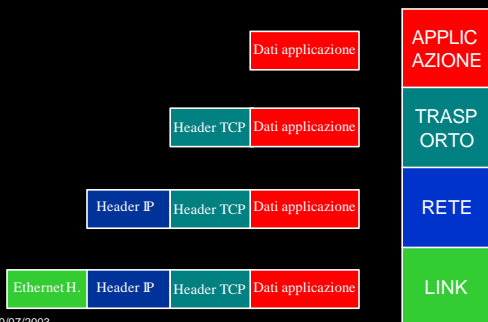 Dati applicazione
APPLIC
AZIONE
Header TCP Dati applicazione
TRASP
ORTO
Header IP Header TCP Dati applicazione
RETE
Ethernet H. Header IP Header TCP Dati applicazione
LINK